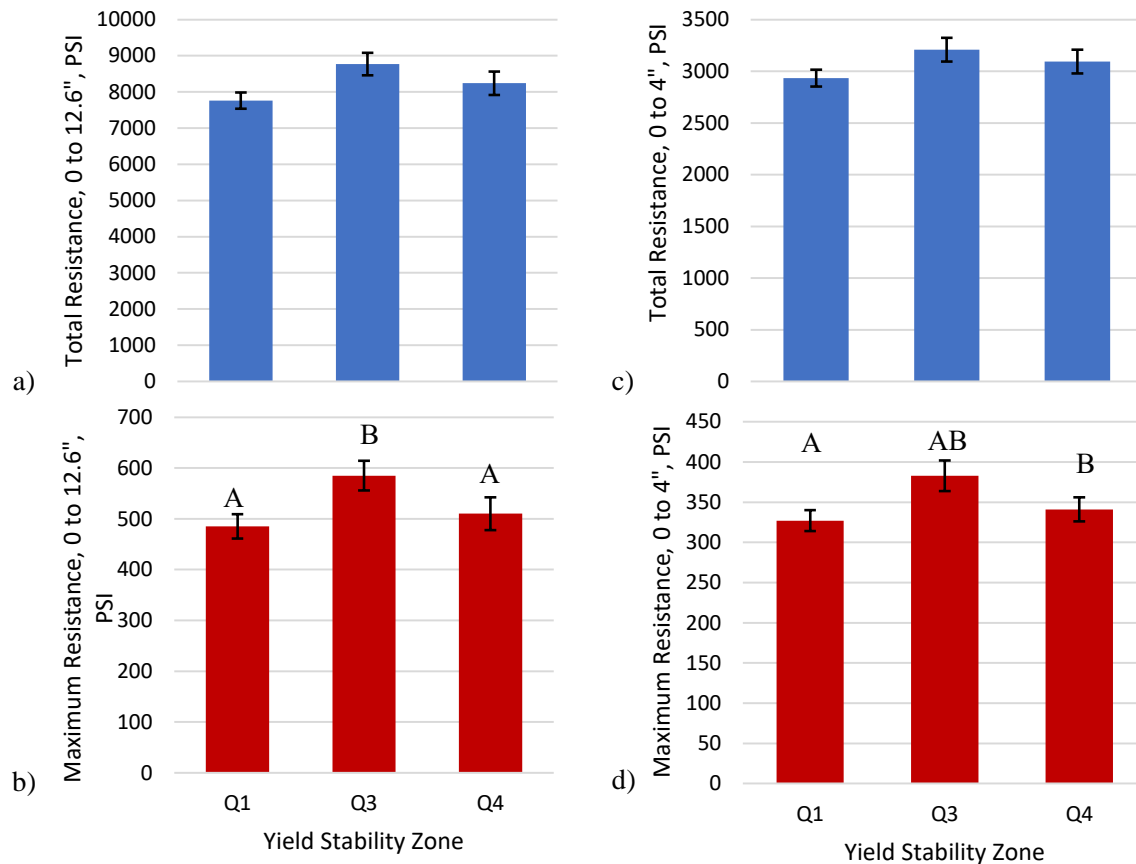 Total Resistance, 0 to 12.6", PSI
10000
9000
8000
7000
6000
5000
4000
3000
2000
1000
0
a)
Total Resistance, 0 to 4", PSI
3500
3000
2500
2000
1500
1000
500
0
c)
Maximum Resistance, 0 to 12.6",
PSI
700
600
500
400
300
200
100
0
A
B
A
b)
Q1 Q3 Q4
Yield Stability Zone
Maximum Resistance, 0 to 4", PSI
450
400
350
300
250
200
150
100
50
0
A
AB
B
d)
Q1 Q3 Q4
Yield Stability Zone